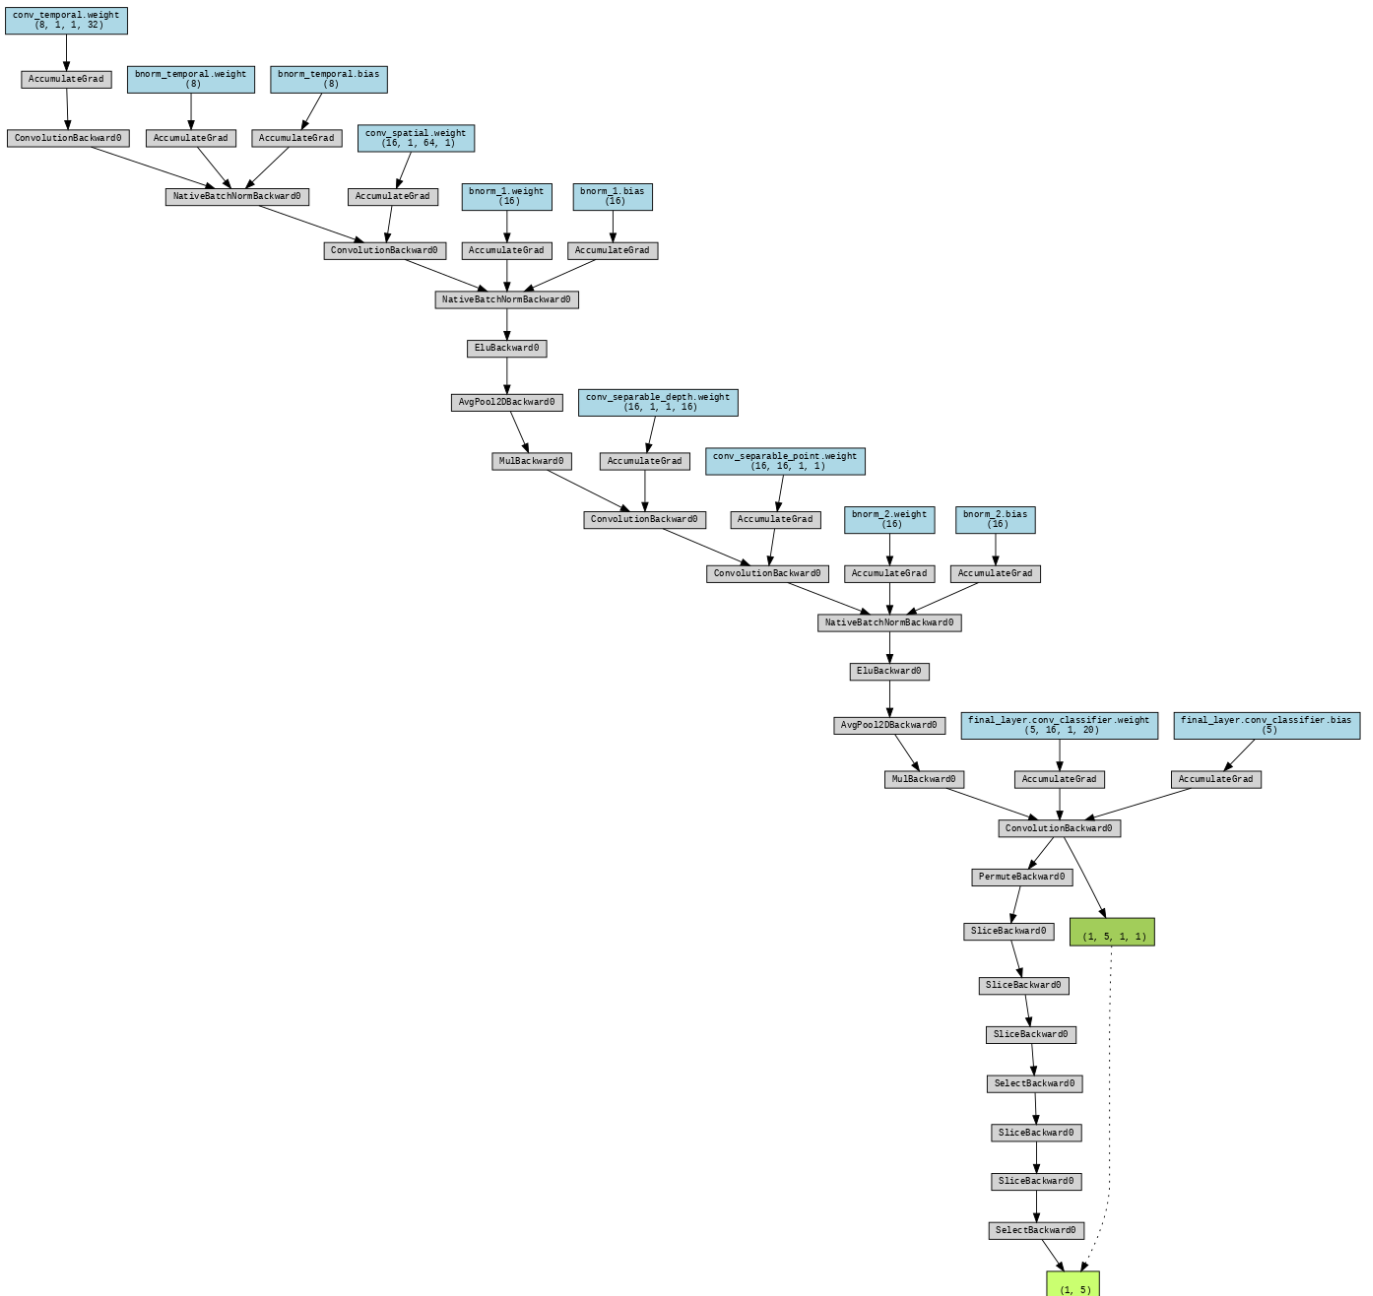 conv_temporal.weight
(8, 1, 1, 32)
AccumulateGrad
bnorm_temporal.weight
(8)
bnorm_temporal.bias
(8)
ConvolutionBackward0
AccumulateGrad
AccumulateGrad
conv_spatial.weight
(16, 1, 64, 1)
NativeBatchNormBackward0
AccumulateGrad
bnorm_1.weight
(16)
bnorm_1.bias
(16)
ConvolutionBackward0
AccumulateGrad
AccumulateGrad
NativeBatchNormBackward0
EluBackward0
AvgPool2DBackward0
conv_separable_depth.weight
(16, 1, 1, 16)
MulBackward0
AccumulateGrad
conv_separable_point.weight
(16, 16, 1, 1)
ConvolutionBackward0
AccumulateGrad
bnorm_2.weight
(16)
bnorm_2.bias
(16)
ConvolutionBackward0
AccumulateGrad
AccumulateGrad
NativeBatchNormBackward0
EluBackward0
AvgPool2DBackward0
final_layer.conv_classifier.weight
(5, 16, 1, 20)
final_layer.conv_classifier.bias
(5)
MulBackward0
AccumulateGrad
AccumulateGrad
ConvolutionBackward0
PermuteBackward0
SliceBackward0
(1, 5, 1, 1)
SliceBackward0
SliceBackward0
SelectBackward0
SliceBackward0
SliceBackward0
SelectBackward0
(1, 5)